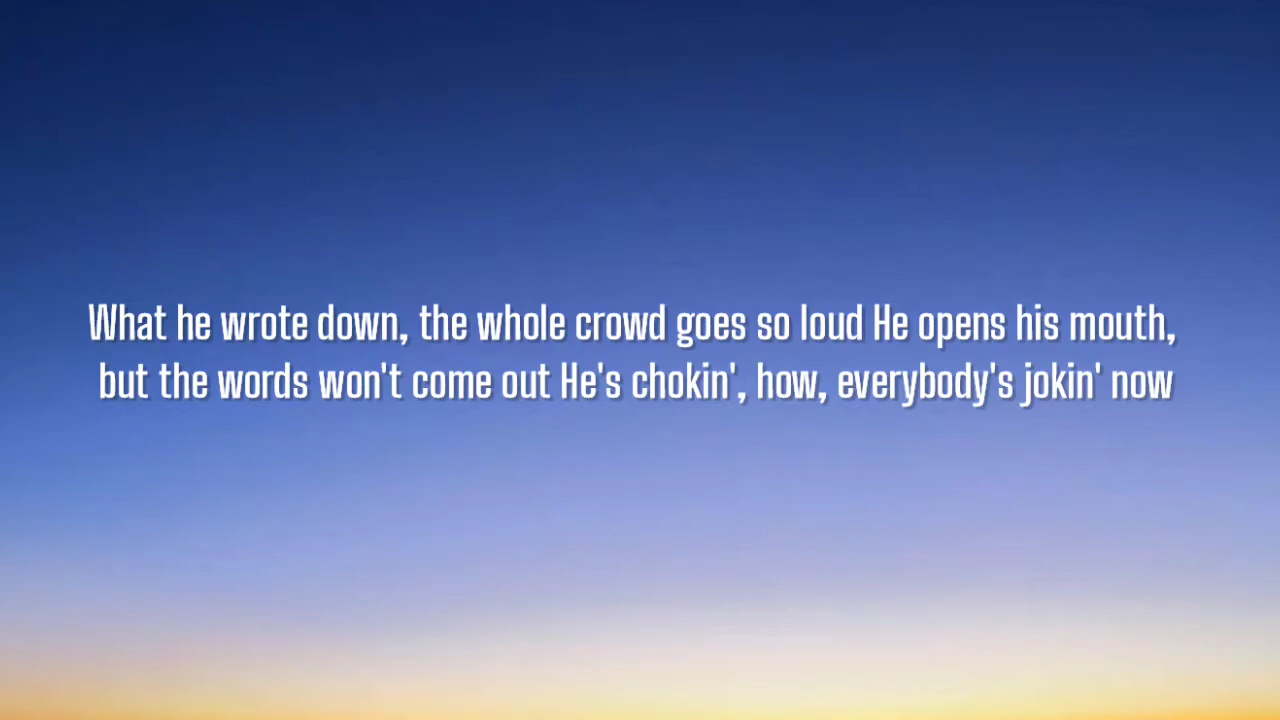 What he wrote down, the whole crowd goes so loud He opens his mouth,
but the words won't come out He's chokin', how, everybody's jokin' now